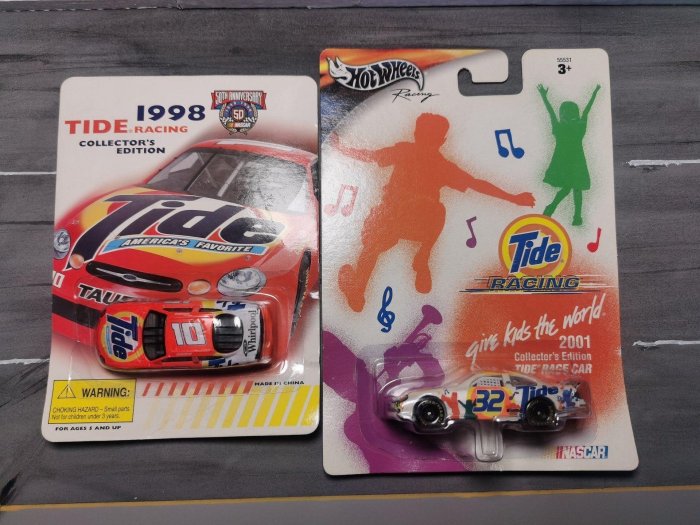 1998
TIDE RACING
COLLECTOR'S
EDITION
50TH ANNIVERSARY
50
NASCAR
Tide
AMERICA'S FAVORITE
TAU
Tide
10
Whirlpool
MADE IN CHINA
WARNING:
CHOKING HAZARD - Small parts
Not for children under 3 years.
FOR AGES 3 AND UP
HOT WHEELS
Racing
55531
3+
Tide
RACING
give kids the world
2001
Collector's Edition
TIDE RACE CAR
32
Tide
NASCAR